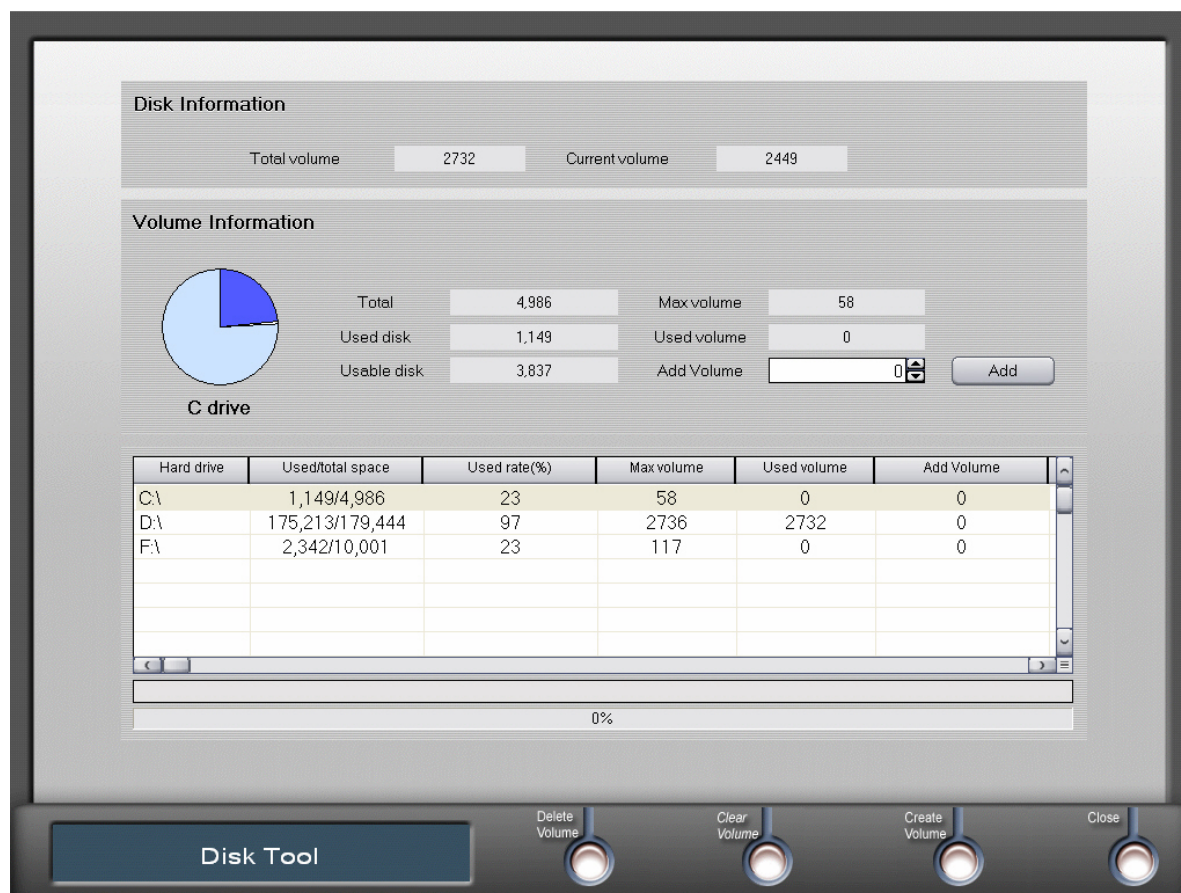 Disk Information
Total volume 2732 Current volume 2449
Volume Information
Total 4,986 Max volume 58
Used disk 1,149 Used volume 0
Usable disk 3,837 Add Volume 0 Add
C drive
Hard drive Used/total space Used rate(%) Max volume Used volume Add Volume
C:\ 1,149/4,986 23 58 0 0
D:\ 175,213/179,444 97 2736 2732 0
F:\ 2,342/10,001 23 117 0 0
0%
Delete Clear Create Close
Volume Volume Volume
Disk Tool